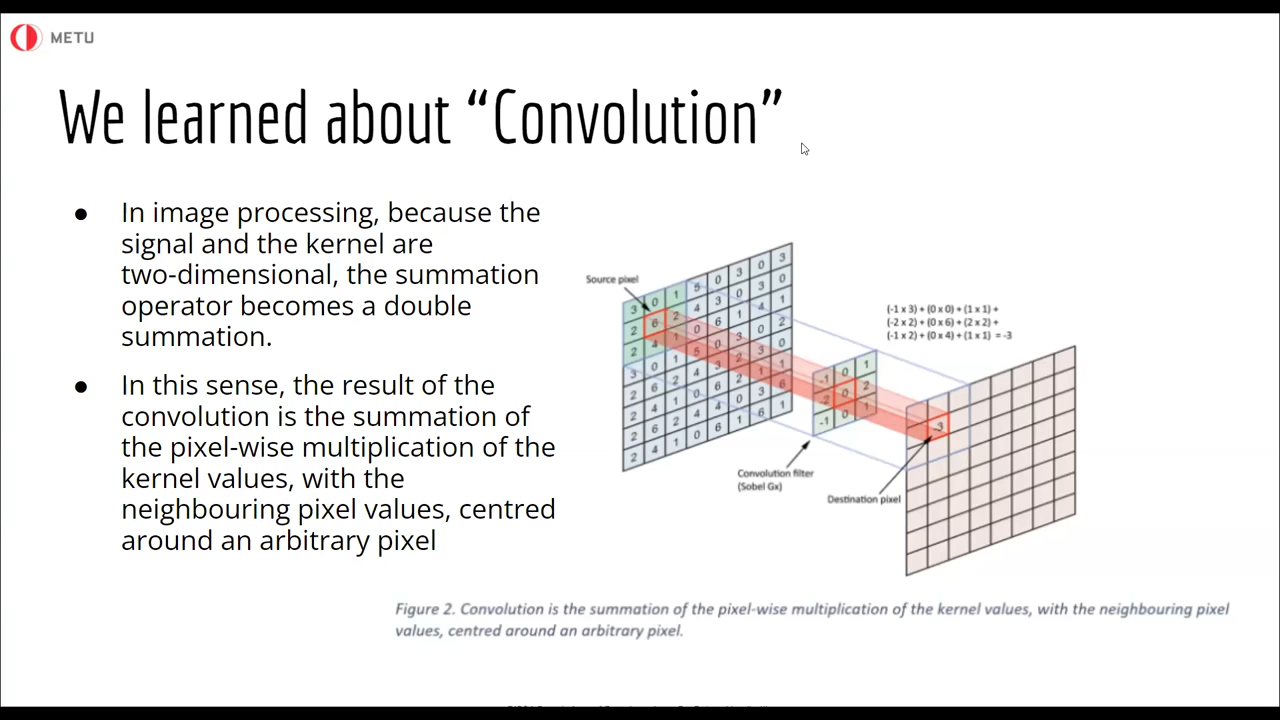 METU
We learned about “Convolution”
● In image processing, because the
signal and the kernel are
two-dimensional, the summation
operator becomes a double
summation.
● In this sense, the result of the
convolution is the summation of
the pixel-wise multiplication of the
kernel values, with the
neighbouring pixel values, centred
around an arbitrary pixel
Source pixel
(-1 x 3) + (0 x 0) + (1 x 1) +
(-2 x 2) + (0 x 6) + (2 x 2) +
(-1 x 2) + (0 x 4) + (1 x 1) = -3
-3
Convolution filter
(Sobel Gx)
Destination pixel
Figure 2. Convolution is the summation of the pixel-wise multiplication of the kernel values, with the neighbouring pixel
values, centred around an arbitrary pixel.